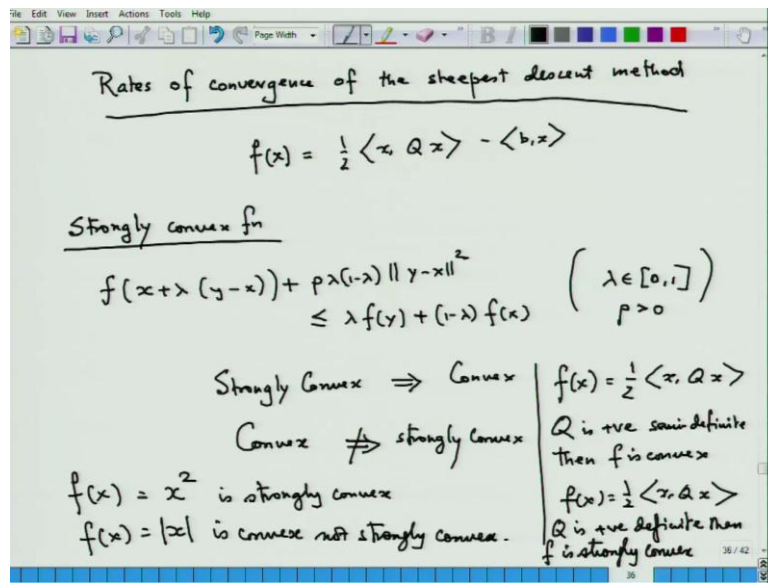 File Edit View Insert Actions Tools Help
Page Width
Rates of convergence of the steepest descent method
f(x) = 1/2 <x, Qx> - <b,x>
Strongly convex fn
f(x+λ(y-x)) + ρλ(1-λ) ||y-x||² ( λ∈[0,1]
≤ λf(y) + (1-λ) f(x) ρ>0 )
Strongly Convex ⇒ Convex
Convex ⇏ strongly convex
f(x) = x² is strongly convex
f(x) = |x| is convex not strongly convex.
f(x) = 1/2 <x, Qx>
Q is +ve semi definite
then f is convex
f(x) = 1/2 <x, Qx>
Q is +ve definite then
f is strongly convex
36/42
36